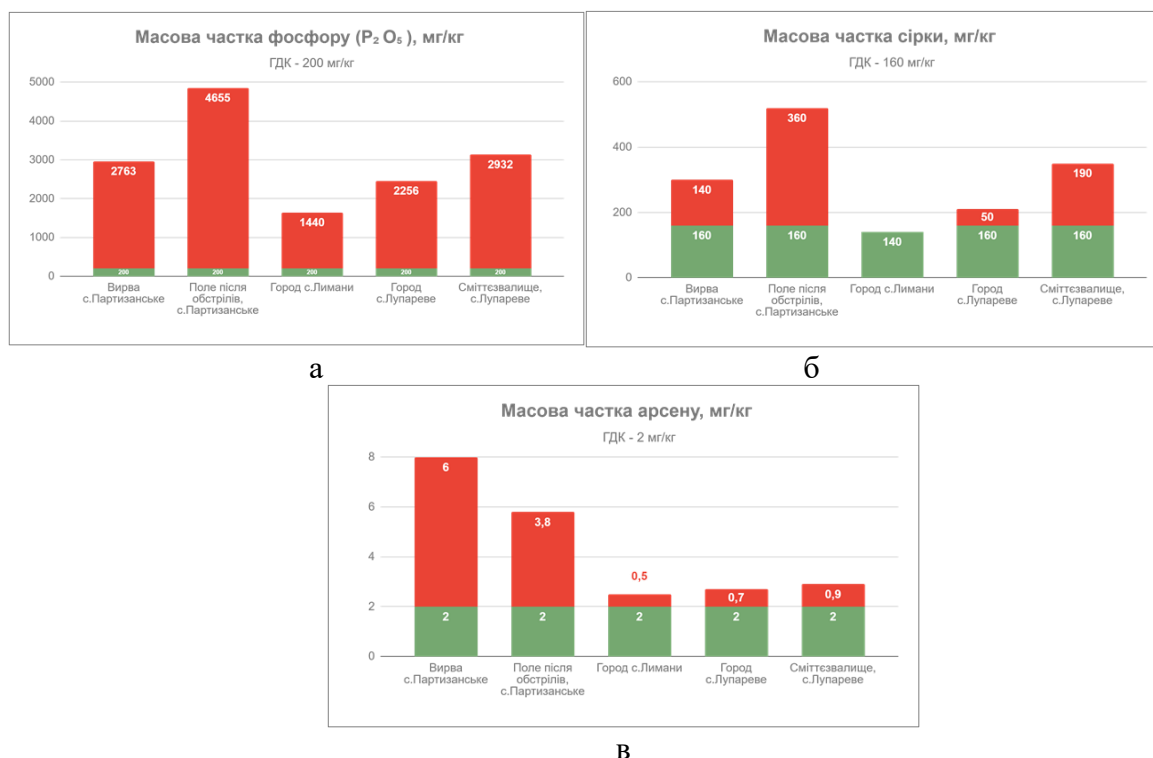 Масова частка фосфору (P₂ O₅ ), мг/кг
ГДК - 200 мг/кг
5000
4000
3000
2000
1000
0
2763
4655
1440
2256
2932
200
200
200
200
200
Вирва
с.Партизанське
Поле після
обстрілів,
с.Партизанське
Город с.Лимани
Город
с.Лупареве
Сміттєзвалище,
с.Лупареве
а
Масова частка сірки, мг/кг
ГДК - 160 мг/кг
600
400
200
0
140
360
50
190
160
160
140
160
160
Вирва
с.Партизанське
Поле після
обстрілів,
с.Партизанське
Город с.Лимани
Город
с.Лупареве
Сміттєзвалище,
с.Лупареве
б
Масова частка арсену, мг/кг
ГДК - 2 мг/кг
8
6
4
2
0
6
3,8
0,5
0,7
0,9
2
2
2
2
2
Вирва
с.Партизанське
Поле після
обстрілів,
с.Партизанське
Город с.Лимани
Город
с.Лупареве
Сміттєзвалище,
с.Лупареве
в